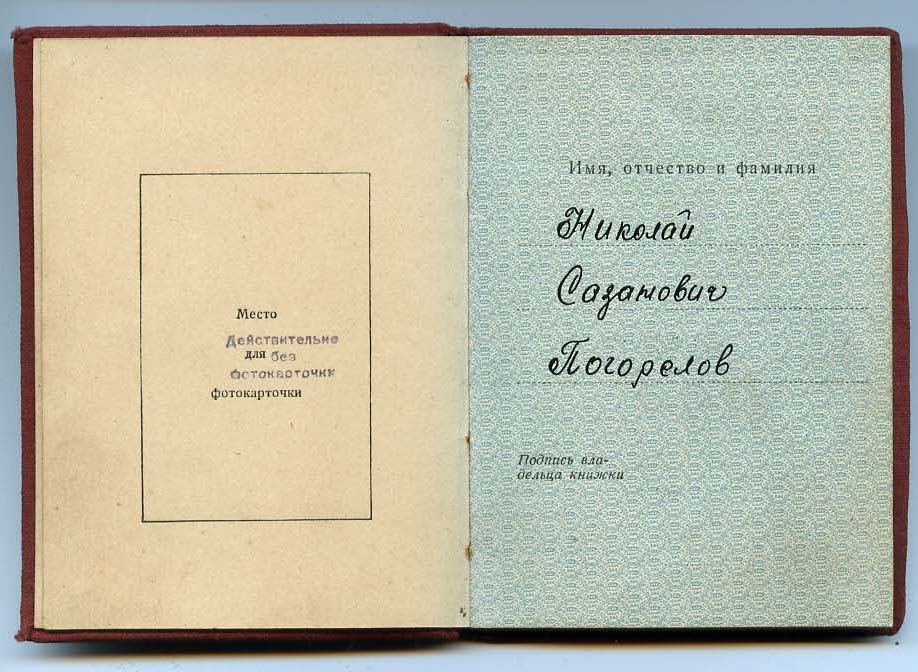 Место
Действительно
для без
фотокарточки
фотокарточки
Имя, отчество и фамилия
Николай
Сазанович
Погорелов
Подпись вла-
дельца книжки